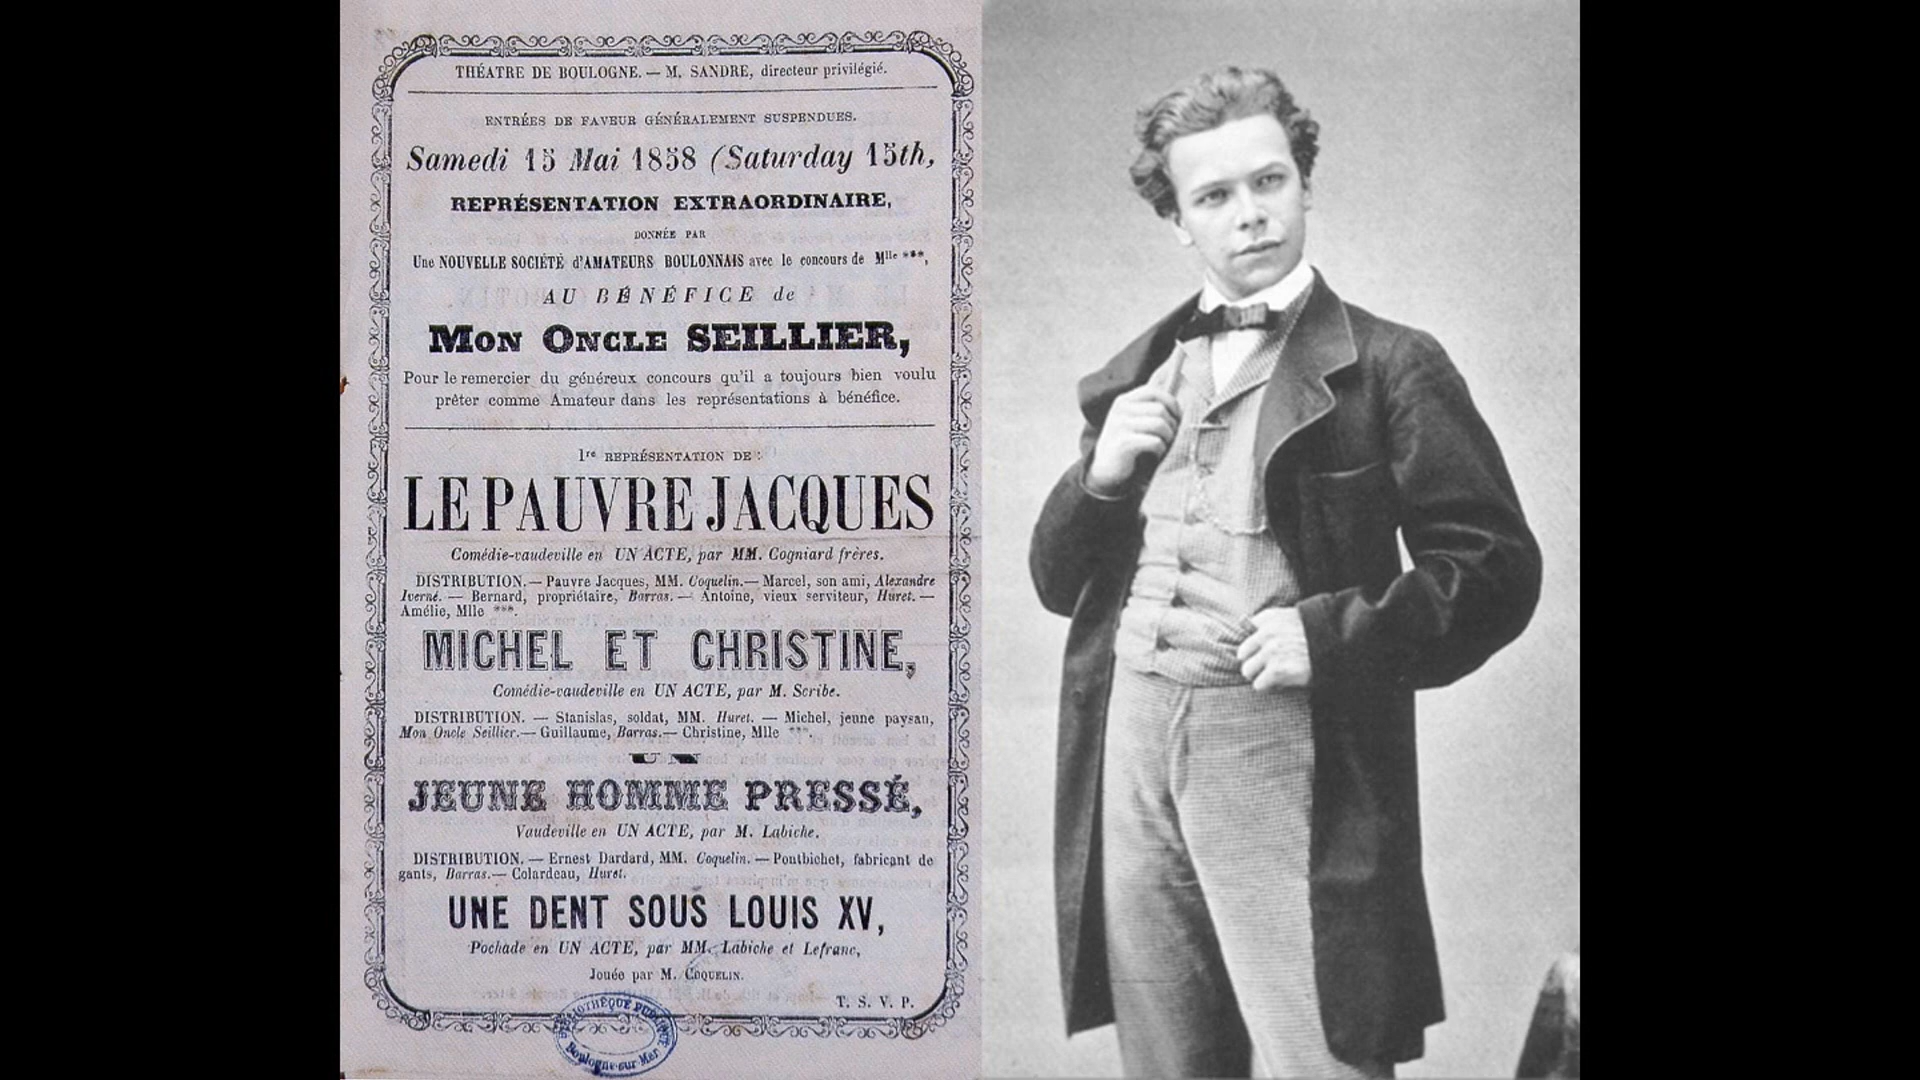 THÉATRE DE BOULOGNE. — M. SANDRE, directeur privilégié.
ENTRÉES DE FAVEUR GÉNÉRALEMENT SUSPENDUES.
Samedi 15 Mai 1858 (Saturday 15th,
REPRÉSENTATION EXTRAORDINAIRE,
DONNÉE PAR
Une NOUVELLE SOCIÉTÉ d'AMATEURS BOULONNAIS avec le concours de Mlle ***,
AU BÉNÉFICE de
MON ONCLE SEILLIER,
Pour le remercier du généreux concours qu'il a toujours bien voulu
prêter comme Amateur dans les représentations à bénéfice.
1re REPRÉSENTATION DE :
LE PAUVRE JACQUES
Comédie-vaudeville en UN ACTE, par MM. Cogniard frères.
DISTRIBUTION. — Pauvre Jacques, MM. Coquelin. — Marcel, son ami, Alexandre
Iverné. — Bernard, propriétaire, Barras. — Antoine, vieux serviteur, Huret. —
Amélie, Mlle ***.
MICHEL ET CHRISTINE,
Comédie-vaudeville en UN ACTE, par M. Scribe.
DISTRIBUTION. — Stanislas, soldat, MM. Huret. — Michel, jeune paysan,
Mon Oncle Seillier. — Guillaume, Barras. — Christine, Mlle ***.
UN
JEUNE HOMME PRESSÉ,
Vaudeville en UN ACTE, par M. Labiche.
DISTRIBUTION. — Ernest Dardard, MM. Coquelin. — Pontbichet, fabricant de
gants, Barras. — Colardeau, Huret.
UNE DENT SOUS LOUIS XV,
Pochade en UN ACTE, par MM. Labiche et Lefranc,
Jouée par M. COQUELIN.
T. S. V. P.
BIBLIOTHÈQUE PUBLIQUE
Boulogne-sur-Mer